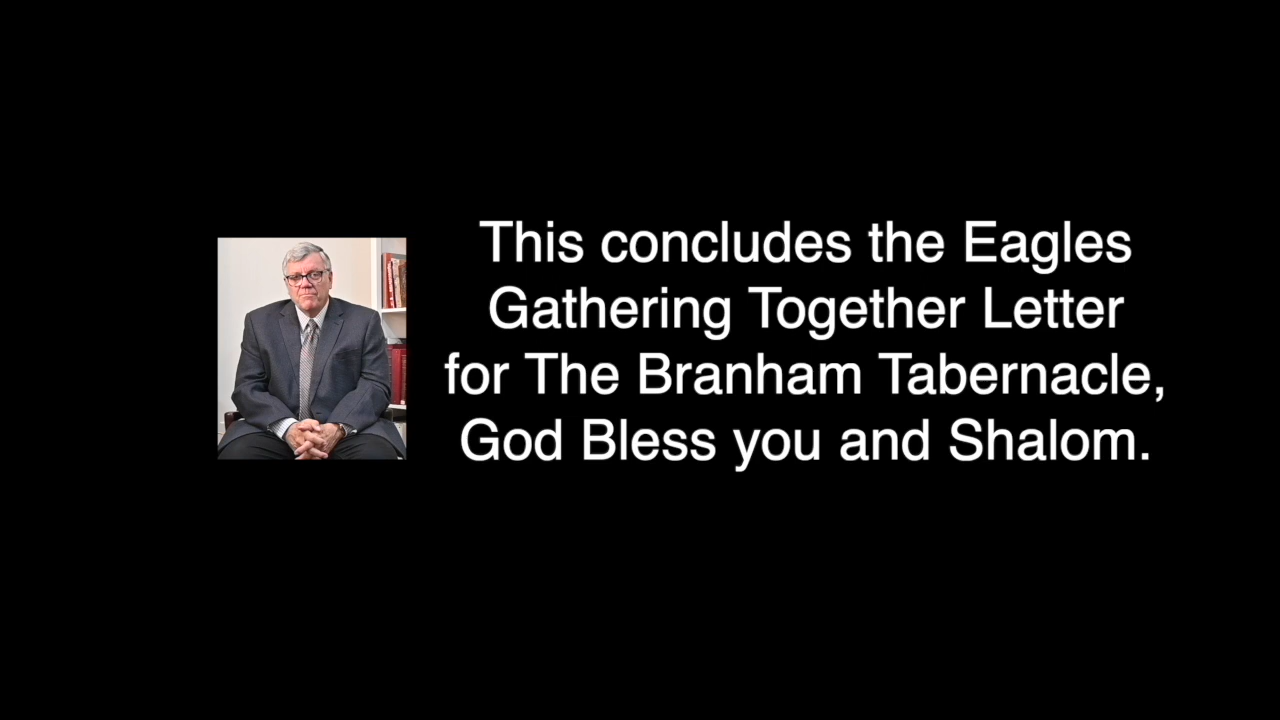 This concludes the Eagles
Gathering Together Letter
for The Branham Tabernacle,
God Bless you and Shalom.